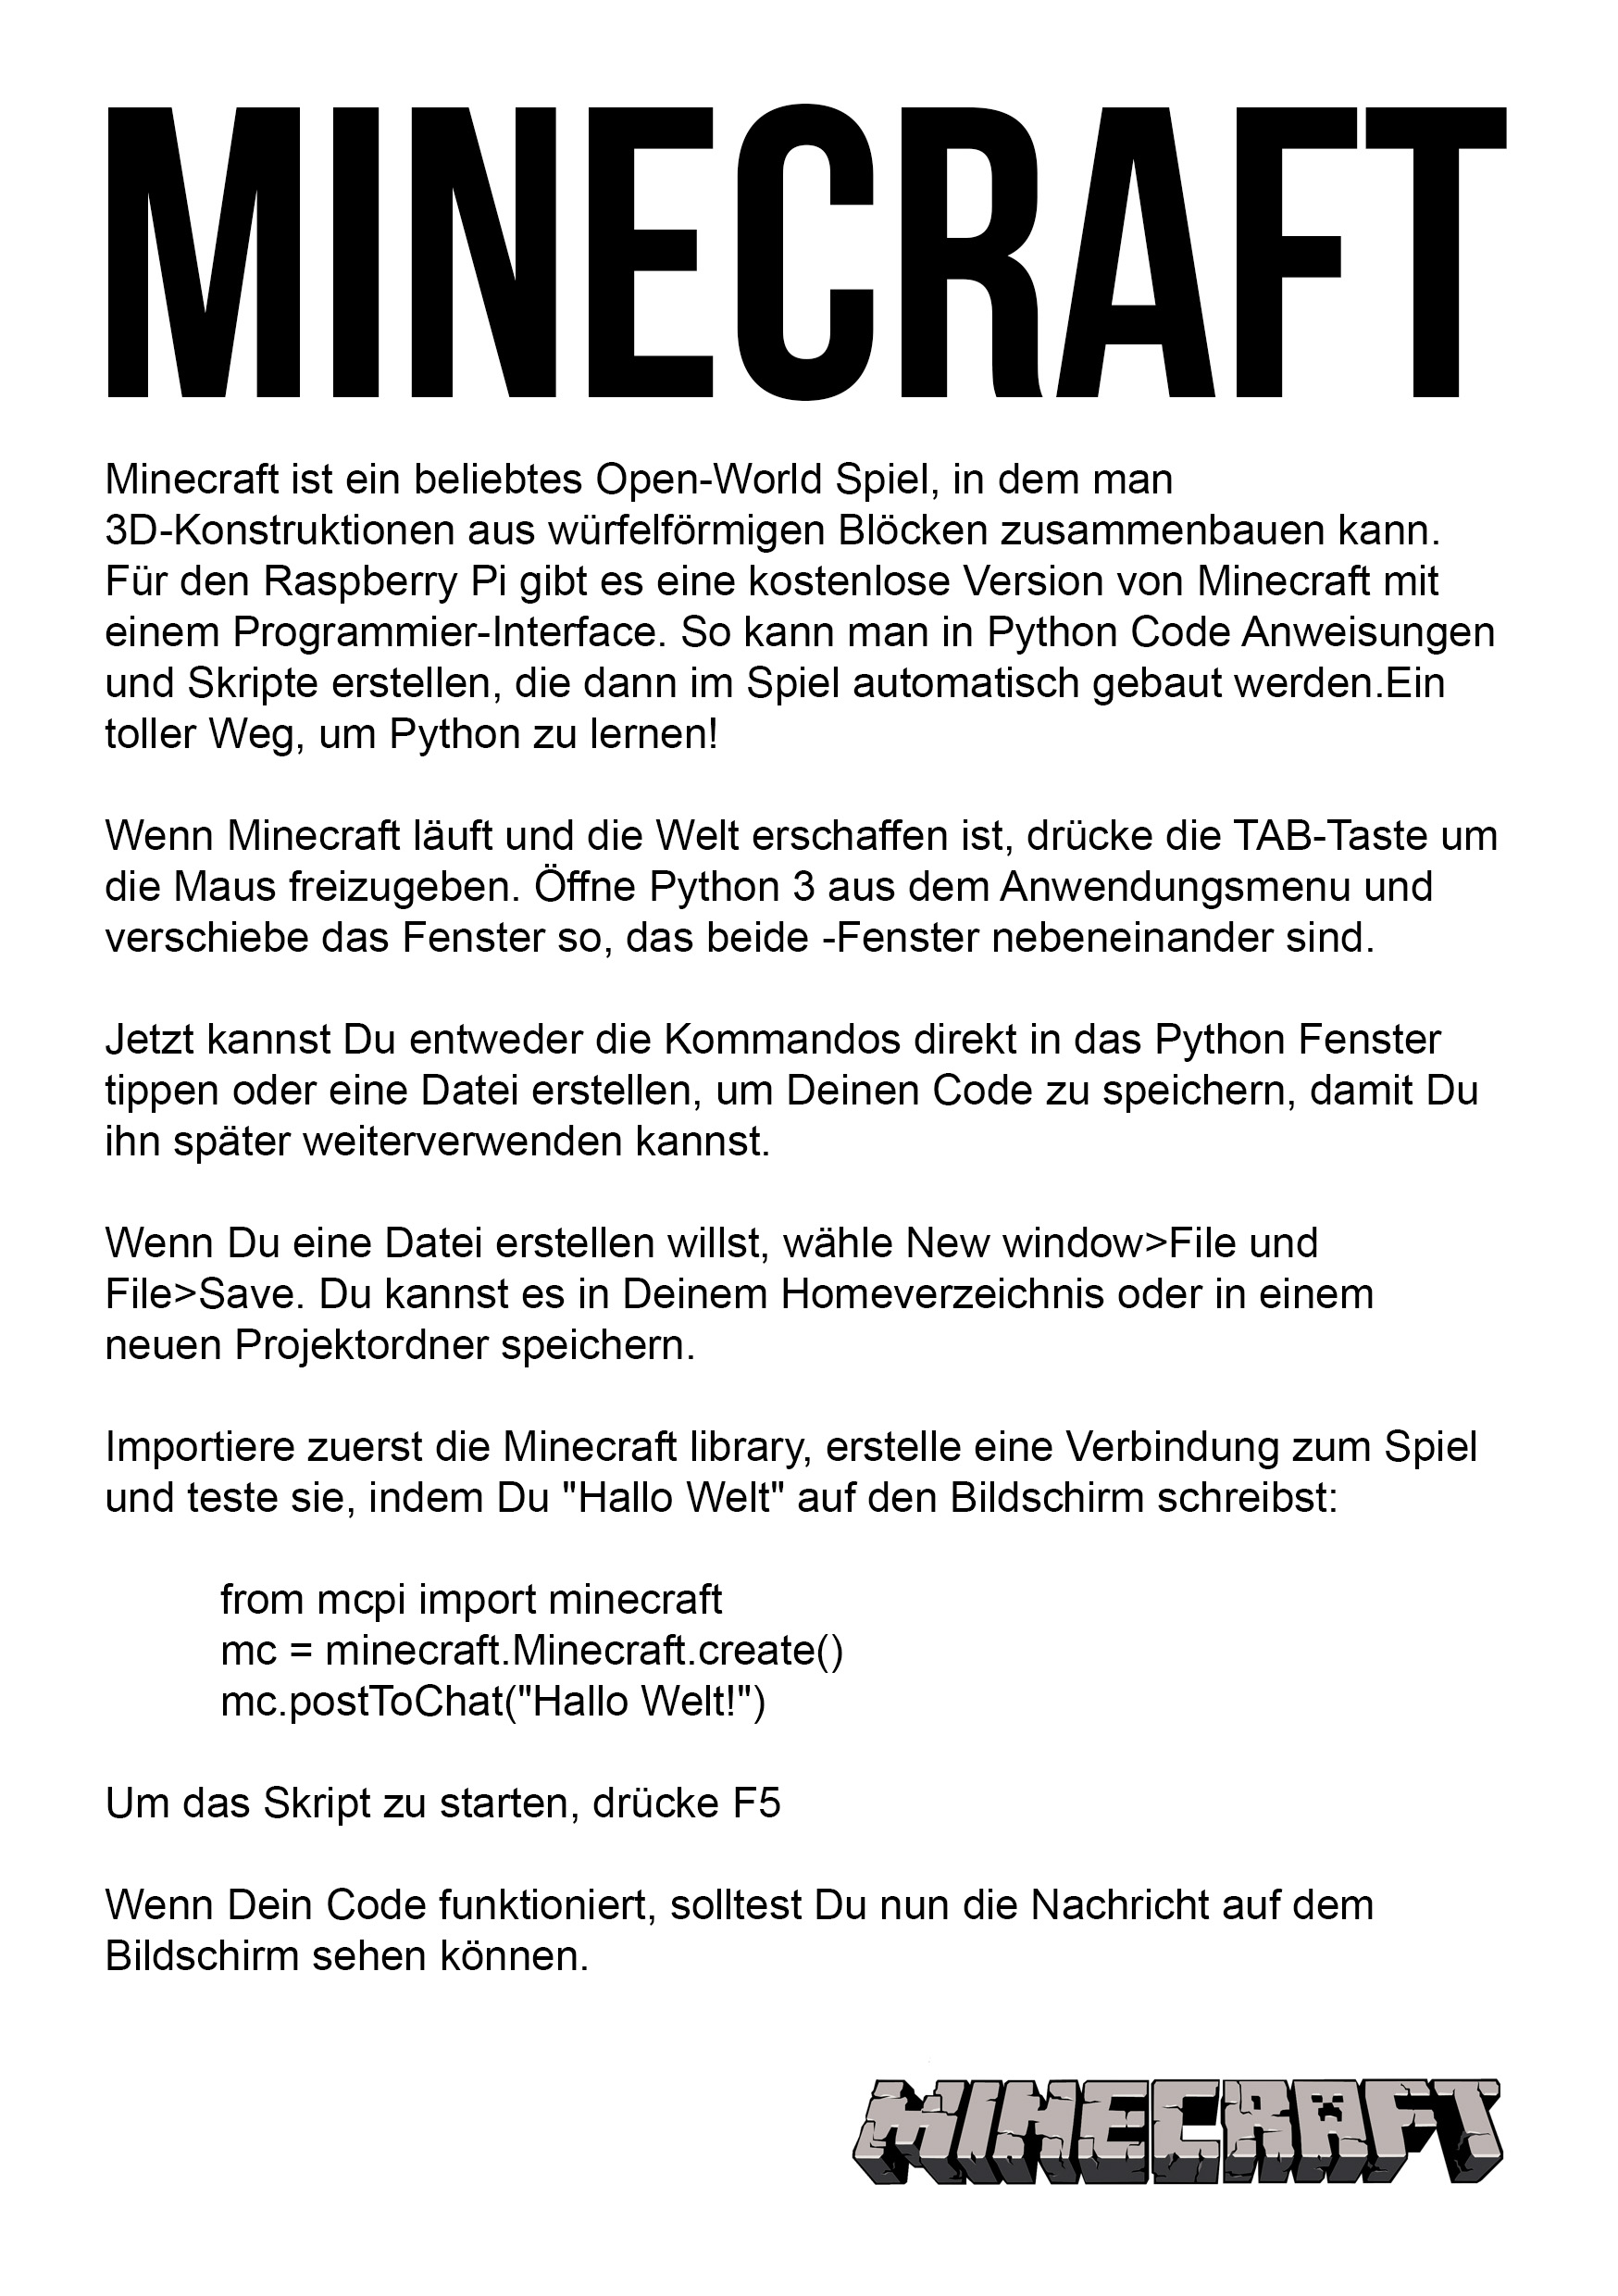 MINECRAFT
Minecraft ist ein beliebtes Open-World Spiel, in dem man
3D-Konstruktionen aus würfelförmigen Blöcken zusammenbauen kann.
Für den Raspberry Pi gibt es eine kostenlose Version von Minecraft mit
einem Programmier-Interface. So kann man in Python Code Anweisungen
und Skripte erstellen, die dann im Spiel automatisch gebaut werden.Ein
toller Weg, um Python zu lernen!
Wenn Minecraft läuft und die Welt erschaffen ist, drücke die TAB-Taste um
die Maus freizugeben. Öffne Python 3 aus dem Anwendungsmenu und
verschiebe das Fenster so, das beide -Fenster nebeneinander sind.
Jetzt kannst Du entweder die Kommandos direkt in das Python Fenster
tippen oder eine Datei erstellen, um Deinen Code zu speichern, damit Du
ihn später weiterverwenden kannst.
Wenn Du eine Datei erstellen willst, wähle New window>File und
File>Save. Du kannst es in Deinem Homeverzeichnis oder in einem
neuen Projektordner speichern.
Importiere zuerst die Minecraft library, erstelle eine Verbindung zum Spiel
und teste sie, indem Du "Hallo Welt" auf den Bildschirm schreibst:
from mcpi import minecraft
mc = minecraft.Minecraft.create()
mc.postToChat("Hallo Welt!")
Um das Skript zu starten, drücke F5
Wenn Dein Code funktioniert, solltest Du nun die Nachricht auf dem
Bildschirm sehen können.
MINECRAFT